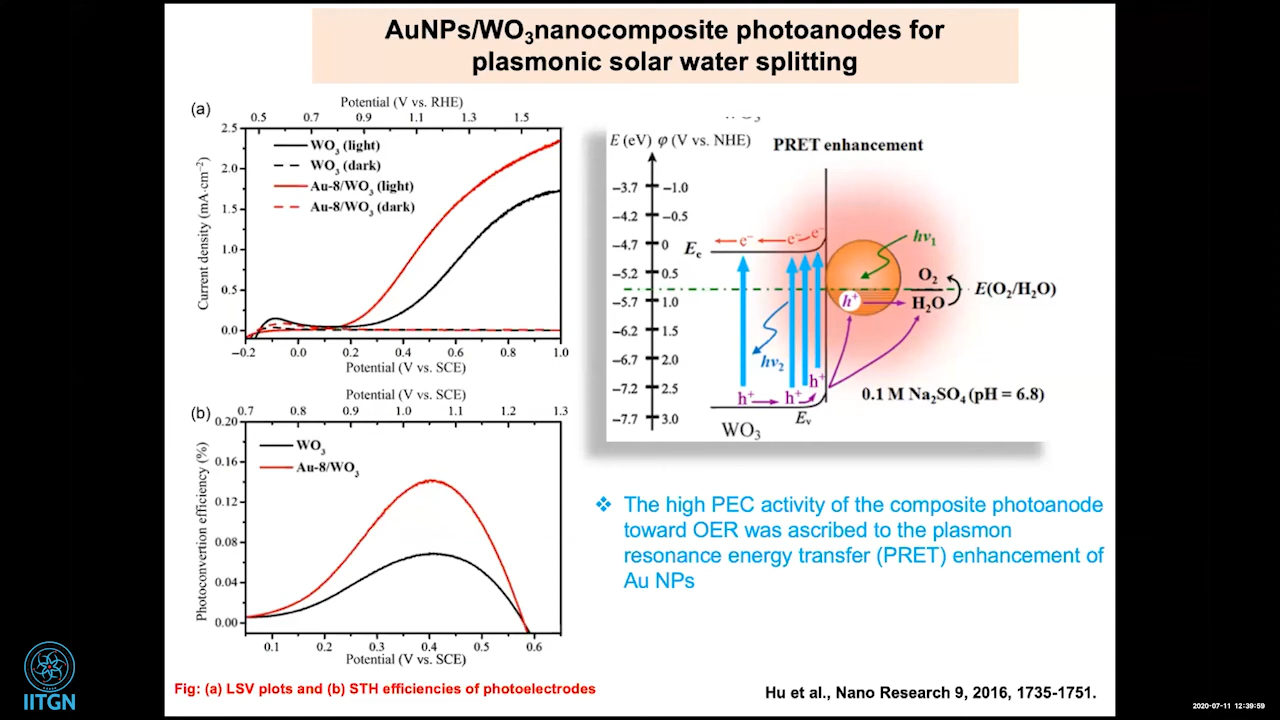 AuNPs/WO3nanocomposite photoanodes for
plasmonic solar water splitting
(a)
Potential (V vs. RHE)
0.5 0.7 0.9 1.1 1.3 1.5
2.5
2.0
1.5
1.0
0.5
0.0
Current density (mA·cm−2)
WO3 (light)
WO3 (dark)
Au-8/WO3 (light)
Au-8/WO3 (dark)
−0.2 0.0 0.2 0.4 0.6 0.8 1.0
Potential (V vs. SCE)
(b)
Potential (V vs. SCE)
0.7 0.8 0.9 1.0 1.1 1.2 1.3
0.20
0.16
0.12
0.08
0.04
0.00
Photoconvertion efficiency (%)
WO3
Au-8/WO3
0.1 0.2 0.3 0.4 0.5 0.6
Potential (V vs. SCE)
Fig: (a) LSV plots and (b) STH efficiencies of photoelectrodes
E (eV) φ (V vs. NHE)
PRET enhancement
−3.7 −1.0
−4.2 −0.5
−4.7 0
−5.2 0.5
−5.7 1.0
−6.2 1.5
−6.7 2.0
−7.2 2.5
−7.7 3.0
Ec
e− e− e−
hν1
O2
H2O
E(O2/H2O)
h+
hν2
h+ h+ h+
Ev
WO3
0.1 M Na2SO4 (pH = 6.8)
❖ The high PEC activity of the composite photoanode
toward OER was ascribed to the plasmon
resonance energy transfer (PRET) enhancement of
Au NPs
Hu et al., Nano Research 9, 2016, 1735-1751.
IITGN
2020-07-11 12:39:59